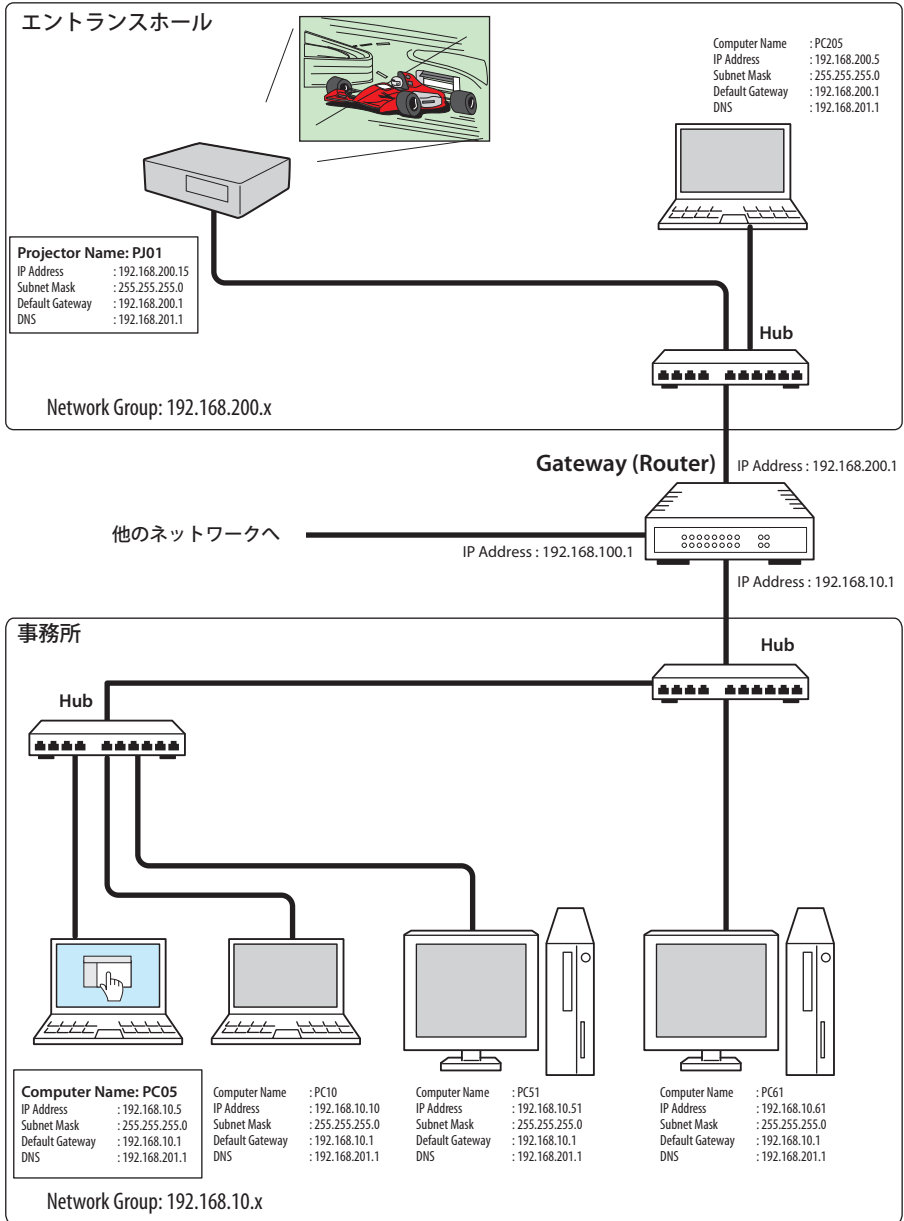 エントランスホール
Computer Name : PC205
IP Address : 192.168.200.5
Subnet Mask : 255.255.255.0
Default Gateway : 192.168.200.1
DNS : 192.168.201.1
Projector Name: PJ01
IP Address : 192.168.200.15
Subnet Mask : 255.255.255.0
Default Gateway : 192.168.200.1
DNS : 192.168.201.1
Hub
Network Group: 192.168.200.x
Gateway (Router)
IP Address : 192.168.200.1
他のネットワークへ
IP Address : 192.168.100.1
IP Address : 192.168.10.1
事務所
Hub
Hub
Computer Name: PC05
IP Address : 192.168.10.5
Subnet Mask : 255.255.255.0
Default Gateway : 192.168.10.1
DNS : 192.168.201.1
Computer Name : PC10
IP Address : 192.168.10.10
Subnet Mask : 255.255.255.0
Default Gateway : 192.168.10.1
DNS : 192.168.201.1
Computer Name : PC51
IP Address : 192.168.10.51
Subnet Mask : 255.255.255.0
Default Gateway : 192.168.10.1
DNS : 192.168.201.1
Computer Name : PC61
IP Address : 192.168.10.61
Subnet Mask : 255.255.255.0
Default Gateway : 192.168.10.1
DNS : 192.168.201.1
Network Group: 192.168.10.x